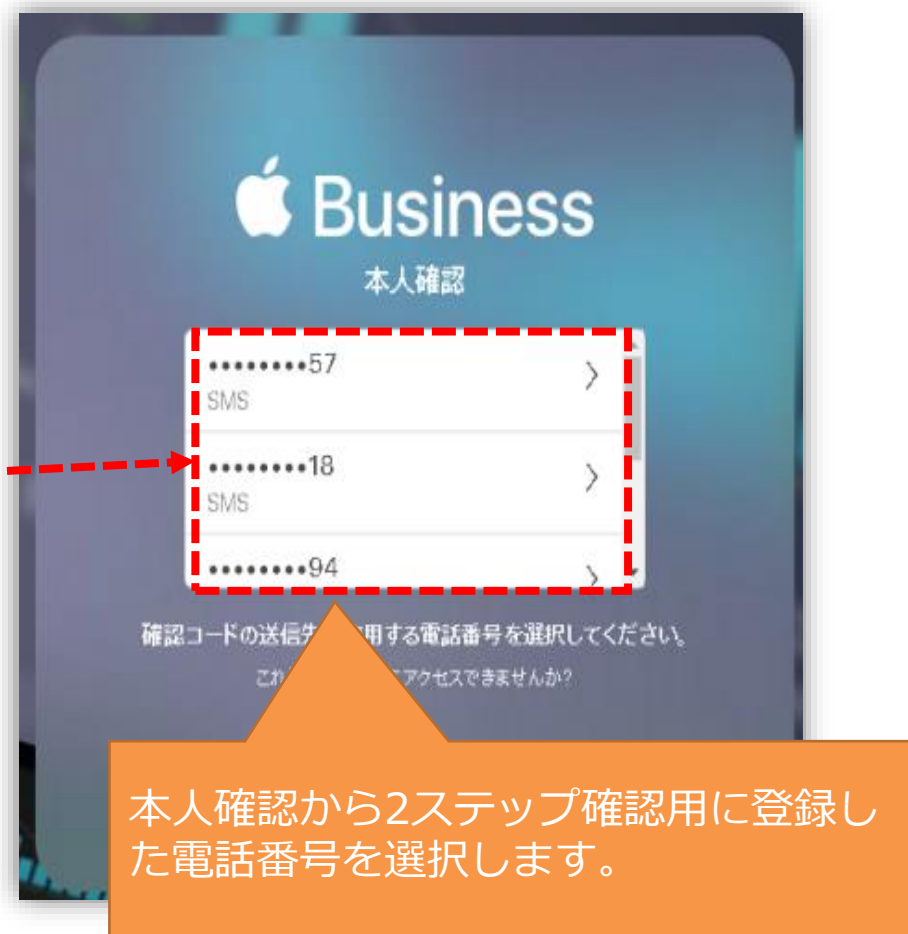 Business
本人確認
••••••••57
SMS
••••••••18
SMS
••••••••94
確認コードの送信先 用する電話番号を選択してください。
これ アクセスできませんか?
本人確認から2ステップ確認用に登録し
た電話番号を選択します。